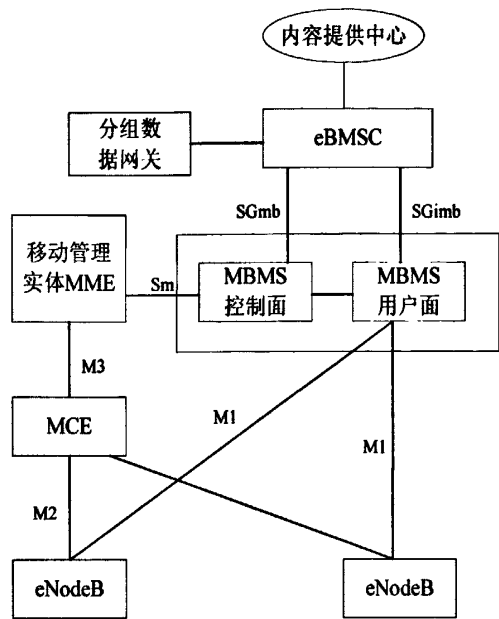 内容提供中心
分组数
据网关
eBMSC
SGmb
SGimb
移动管理
实体MME
Sm
MBMS
控制面
MBMS
用户面
M3
M1
MCE
M1
M2
eNodeB
eNodeB